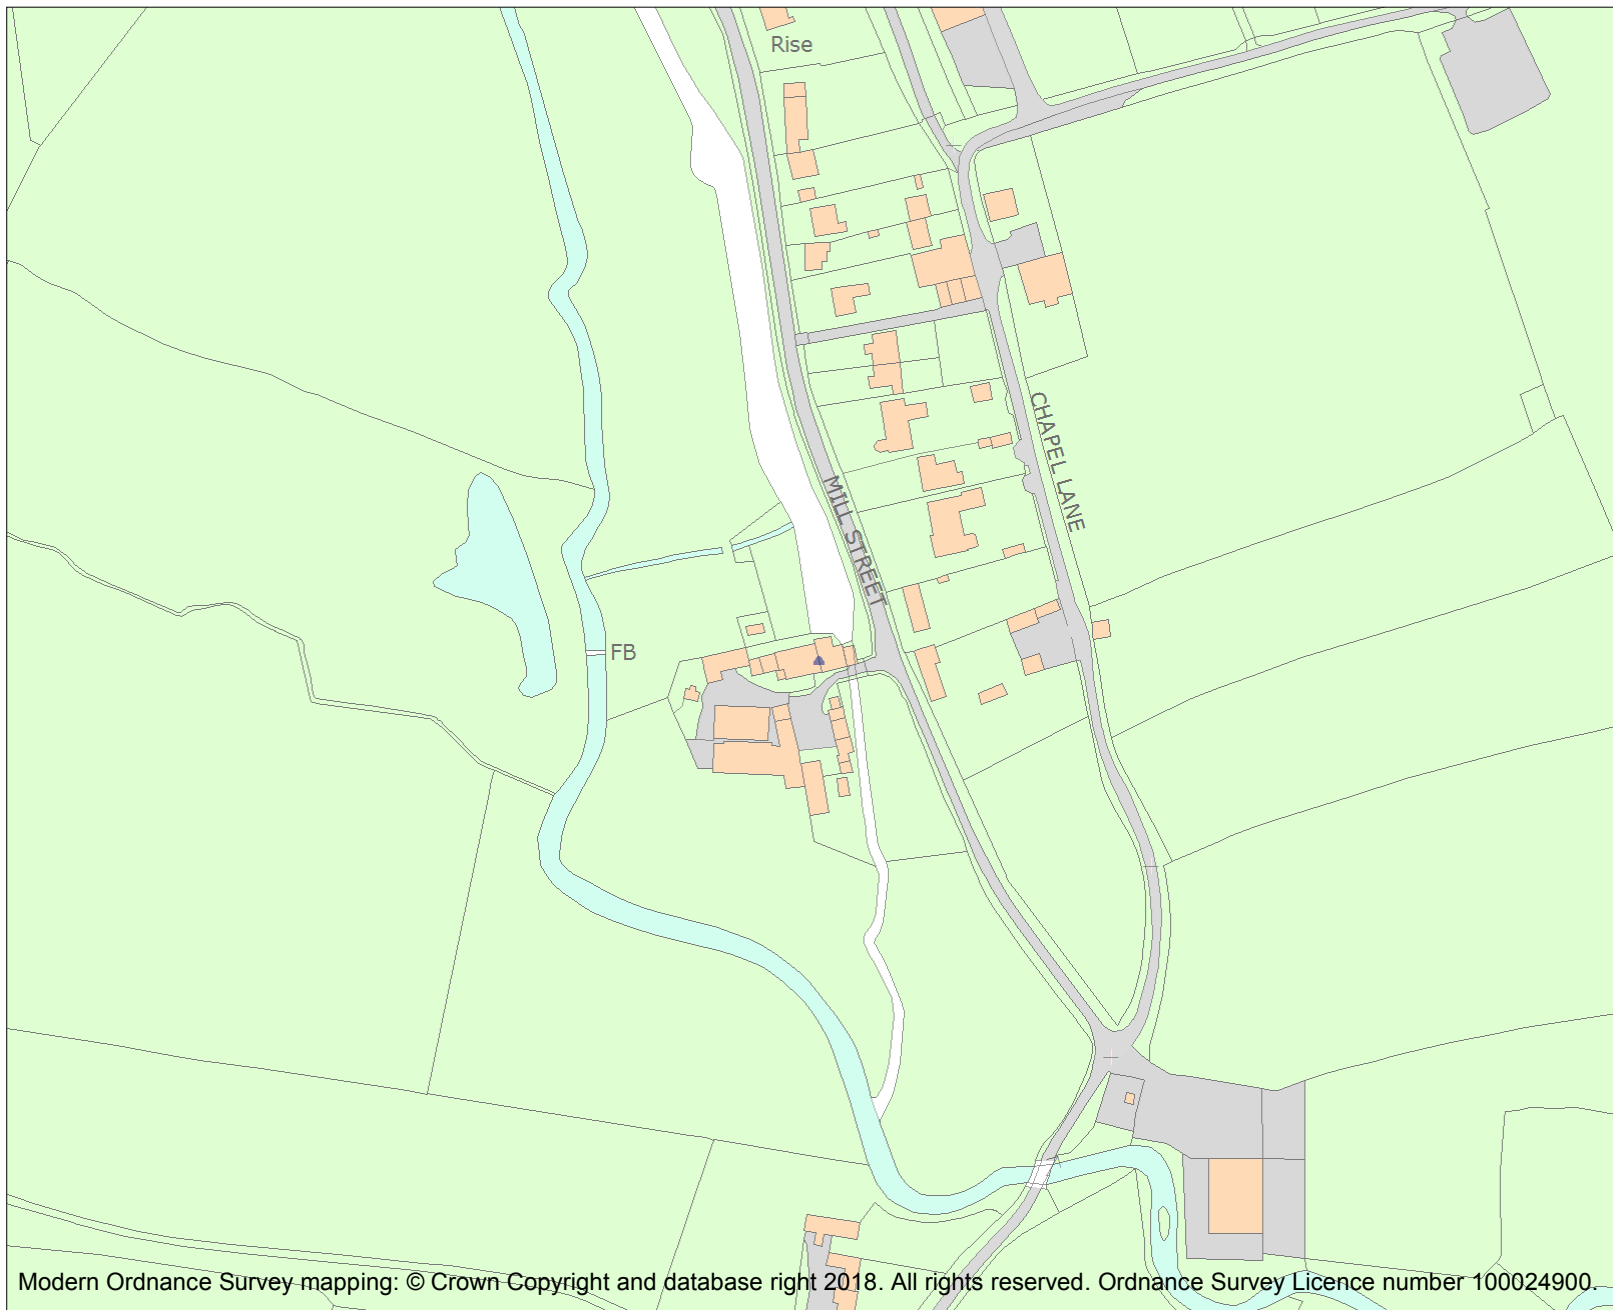 Rise
CHAPEL LANE
MILL STREET
FB
Modern Ordnance Survey mapping: © Crown Copyright and database right 2018. All rights reserved. Ordnance Survey Licence number 100024900.